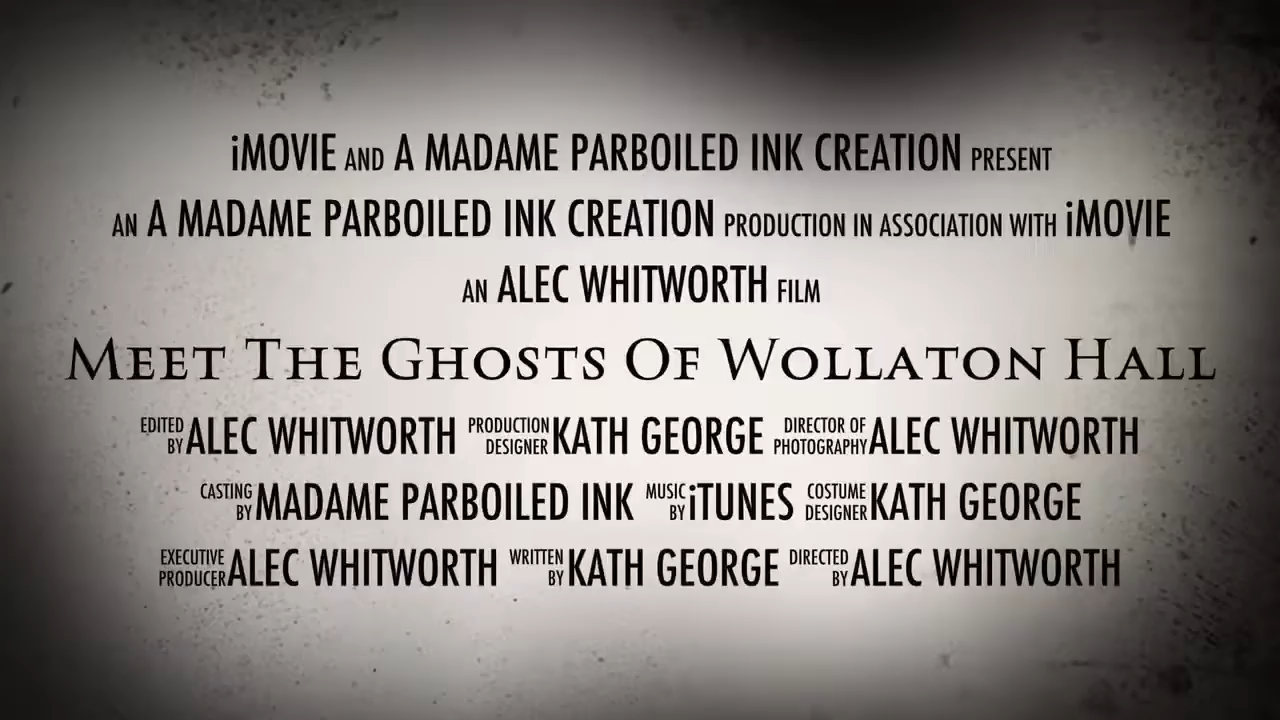 iMOVIE AND A MADAME PARBOILED INK CREATION PRESENT
AN A MADAME PARBOILED INK CREATION PRODUCTION IN ASSOCIATION WITH iMOVIE
AN ALEC WHITWORTH FILM
MEET THE GHOSTS OF WOLLATON HALL
EDITED BY ALEC WHITWORTH PRODUCTION DESIGNER KATH GEORGE DIRECTOR OF PHOTOGRAPHY ALEC WHITWORTH
CASTING BY MADAME PARBOILED INK MUSIC BY iTUNES COSTUME DESIGNER KATH GEORGE
EXECUTIVE PRODUCER ALEC WHITWORTH WRITTEN BY KATH GEORGE DIRECTED BY ALEC WHITWORTH